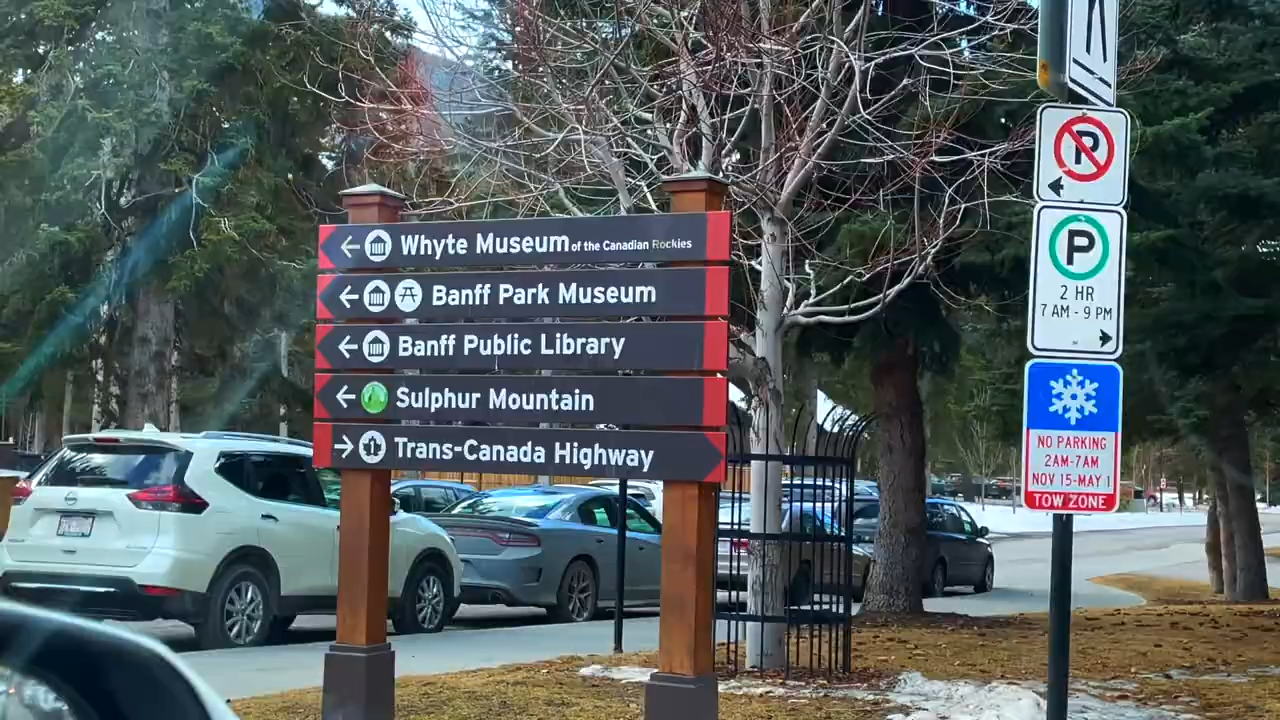 Whyte Museum of the Canadian Rockies
Banff Park Museum
Banff Public Library
Sulphur Mountain
Trans-Canada Highway
P
P
2 HR
7 AM - 9 PM
NO PARKING
2AM-7AM
NOV 15-MAY 1
TOW ZONE